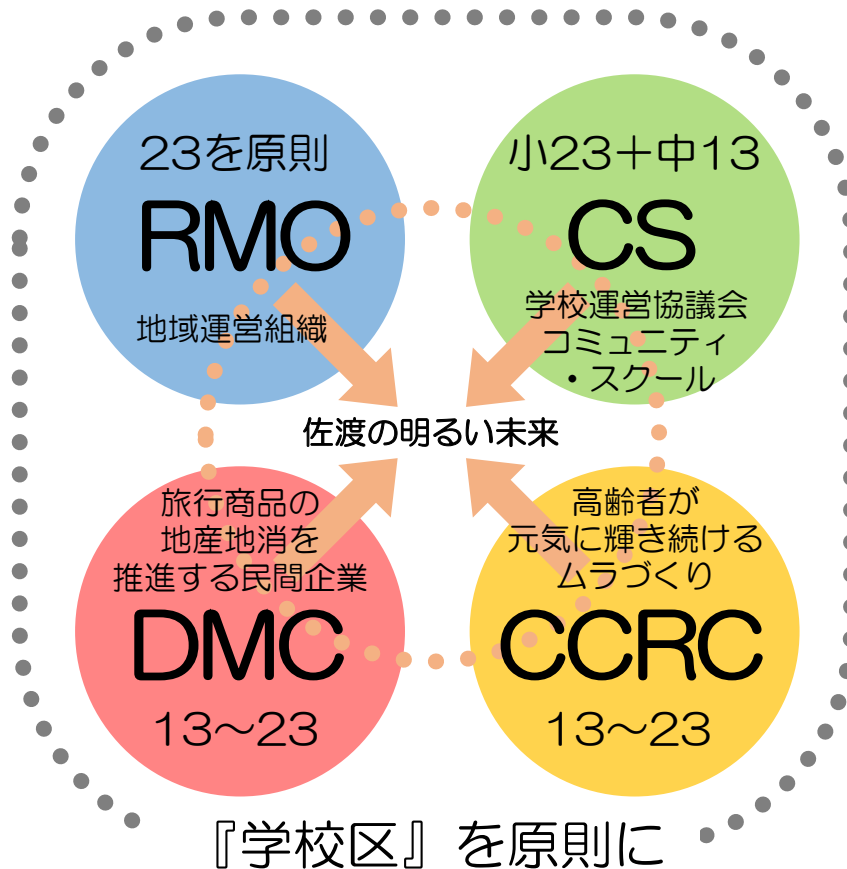 23を原則
RMO
地域運営組織
小23＋中13
CS
学校運営協議会
コミュニティ
・スクール
佐渡の明るい未来
旅行商品の
地産地消を
推進する民間企業
DMC
13～23
高齢者が
元気に輝き続ける
ムラづくり
CCRC
13～23
『学校区』を原則に